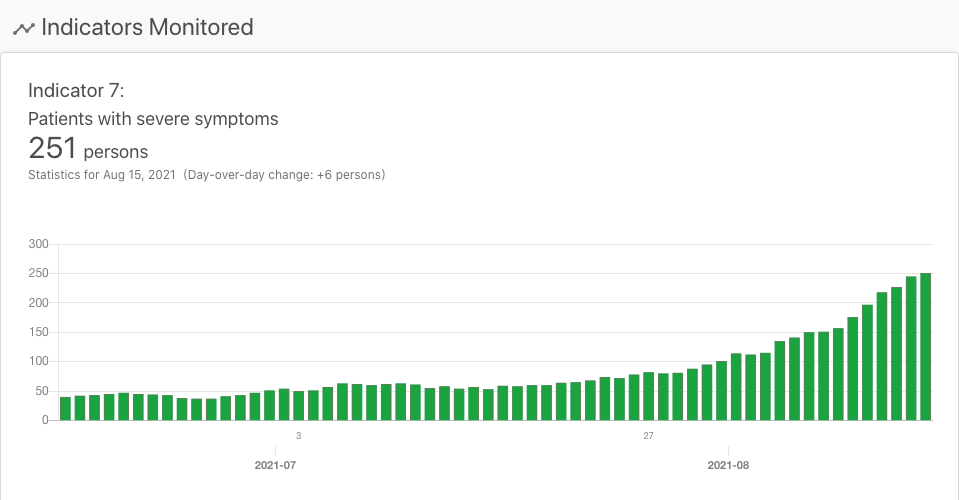 Indicators Monitored
Indicator 7:
Patients with severe symptoms
251 persons
Statistics for Aug 15, 2021 (Day-over-day change: +6 persons)
300
250
200
150
100
50
0
3 27
2021-07 2021-08